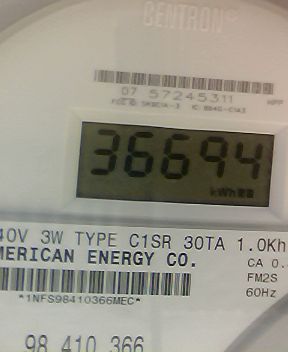 CENTRON®
07 57245311
36694
kWh
40V 3W TYPE C1SR 30TA 1.0Kh
MERICAN ENERGY CO.
CA 0.
FM2S
*1NFS98410366MEC*
60Hz
98 410 366